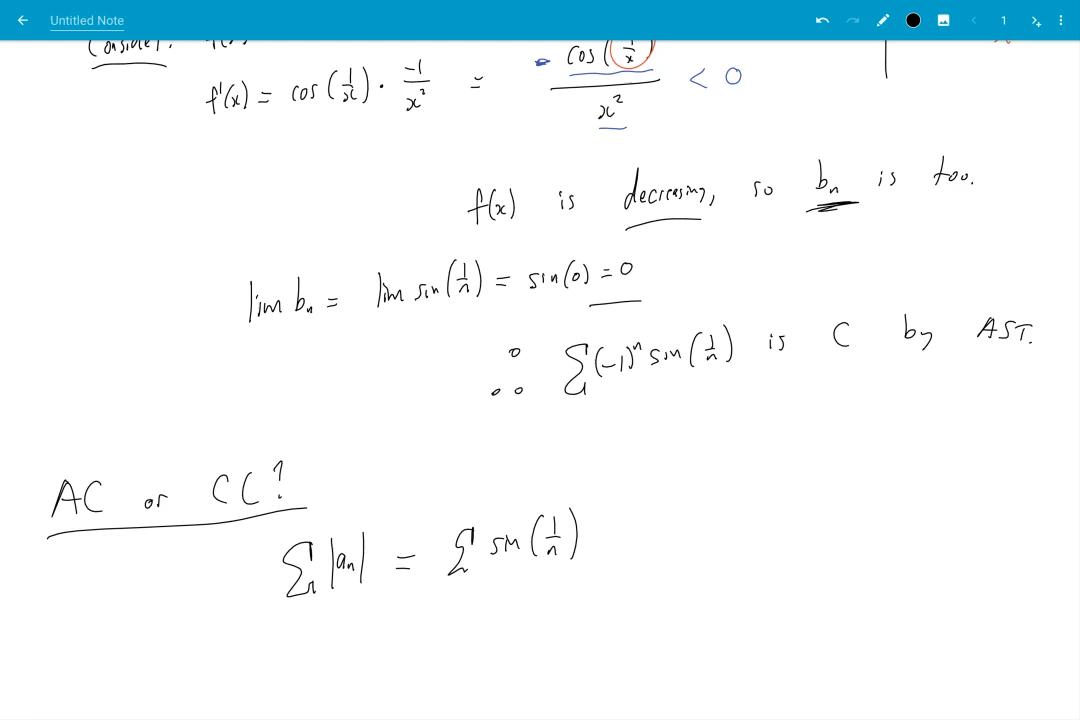 Untitled Note
1
Consider:
f'(x) = cos(1/x) · -1/x² = - cos(1/x)/x² < 0
f(x) is decreasing, so bₙ is too.
lim bₙ = lim sin(1/n) = sin(0) = 0
∴ Σ(-1)ⁿ sin(1/n) is C by AST.
AC or CC?
Σ|aₙ| = Σ sin(1/n)